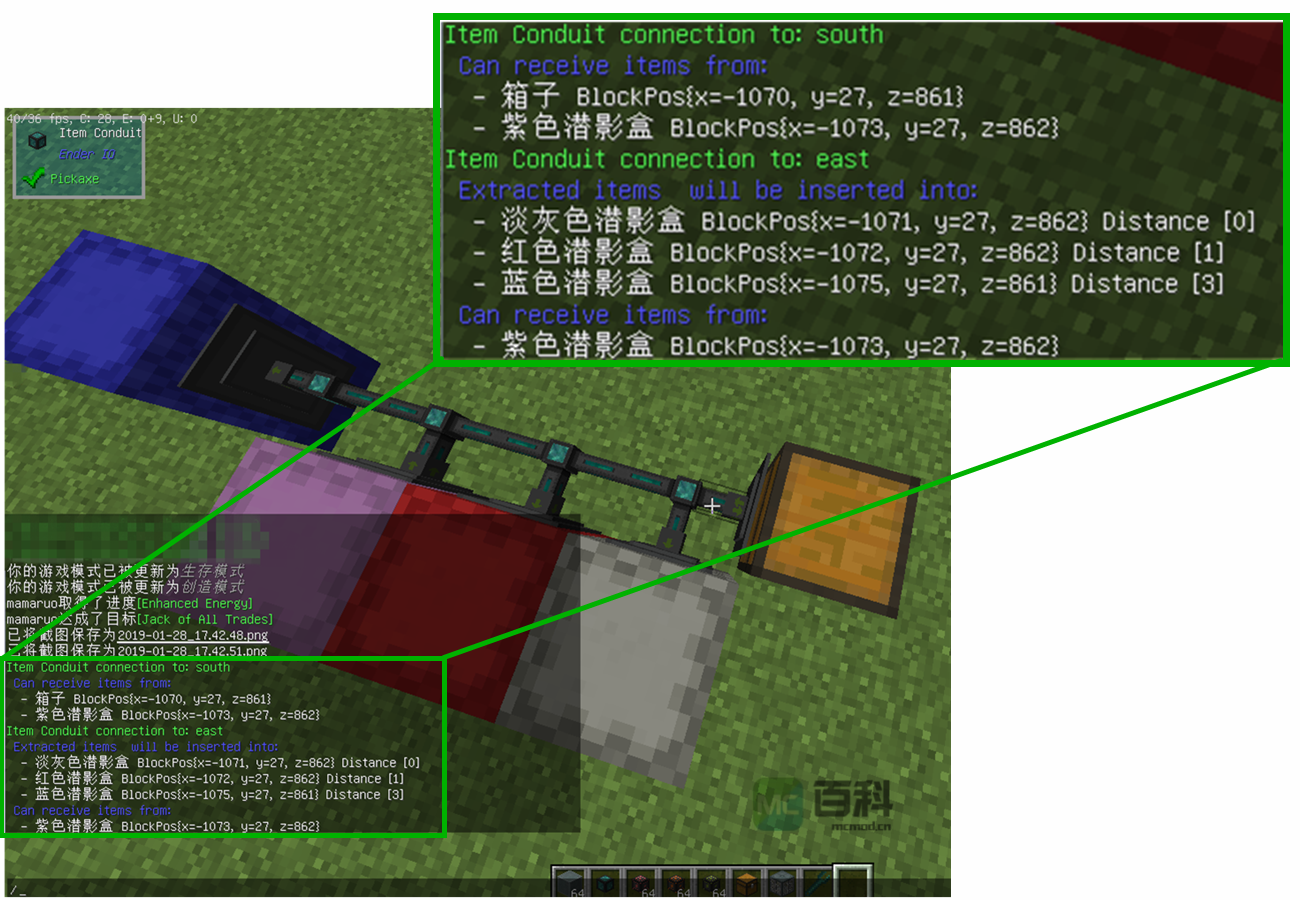 Item Conduit connection to: south
Can receive items from:
- 箱子 BlockPos{x=-1070, y=27, z=861}
- 紫色潜影盒 BlockPos{x=-1073, y=27, z=862}
Item Conduit connection to: east
Extracted items  will be inserted into:
- 淡灰色潜影盒 BlockPos{x=-1071, y=27, z=862} Distance [0]
- 红色潜影盒 BlockPos{x=-1072, y=27, z=862} Distance [1]
- 蓝色潜影盒 BlockPos{x=-1075, y=27, z=861} Distance [3]
Can receive items from:
- 紫色潜影盒 BlockPos{x=-1073, y=27, z=862}
40/36 fps, C: 28, E: 0+9, U: 0
Item Conduit
Ender IO
Pickaxe
你的游戏模式已被更新为生存模式
你的游戏模式已被更新为创造模式
mamaruo取得了进度[Enhanced Energy]
mamaruo达成了目标[Jack of All Trades]
已将截图保存为2019-01-28_17.42.48.png
已将截图保存为2019-01-28_17.42.51.png
Item Conduit connection to: south
Can receive items from:
- 箱子 BlockPos{x=-1070, y=27, z=861}
- 紫色潜影盒 BlockPos{x=-1073, y=27, z=862}
Item Conduit connection to: east
Extracted items  will be inserted into:
- 淡灰色潜影盒 BlockPos{x=-1071, y=27, z=862} Distance [0]
- 红色潜影盒 BlockPos{x=-1072, y=27, z=862} Distance [1]
- 蓝色潜影盒 BlockPos{x=-1075, y=27, z=861} Distance [3]
Can receive items from:
- 紫色潜影盒 BlockPos{x=-1073, y=27, z=862}
MC百科
mcmod.cn
/_
64 64 64 64